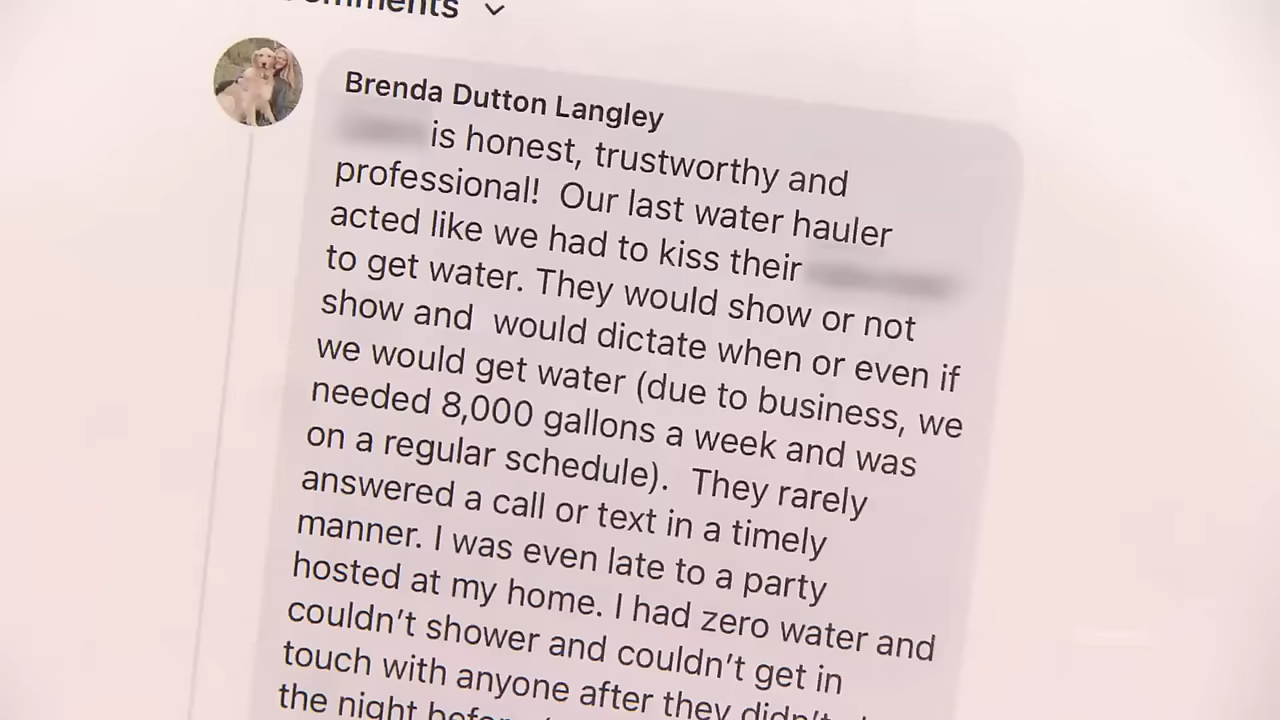 Comments
Brenda Dutton Langley
is honest, trustworthy and
professional! Our last water hauler
acted like we had to kiss their
to get water. They would show or not
show and would dictate when or even if
we would get water (due to business, we
needed 8,000 gallons a week and was
on a regular schedule). They rarely
answered a call or text in a timely
manner. I was even late to a party
hosted at my home. I had zero water and
couldn't shower and couldn't get in
touch with anyone after they didn't
the night